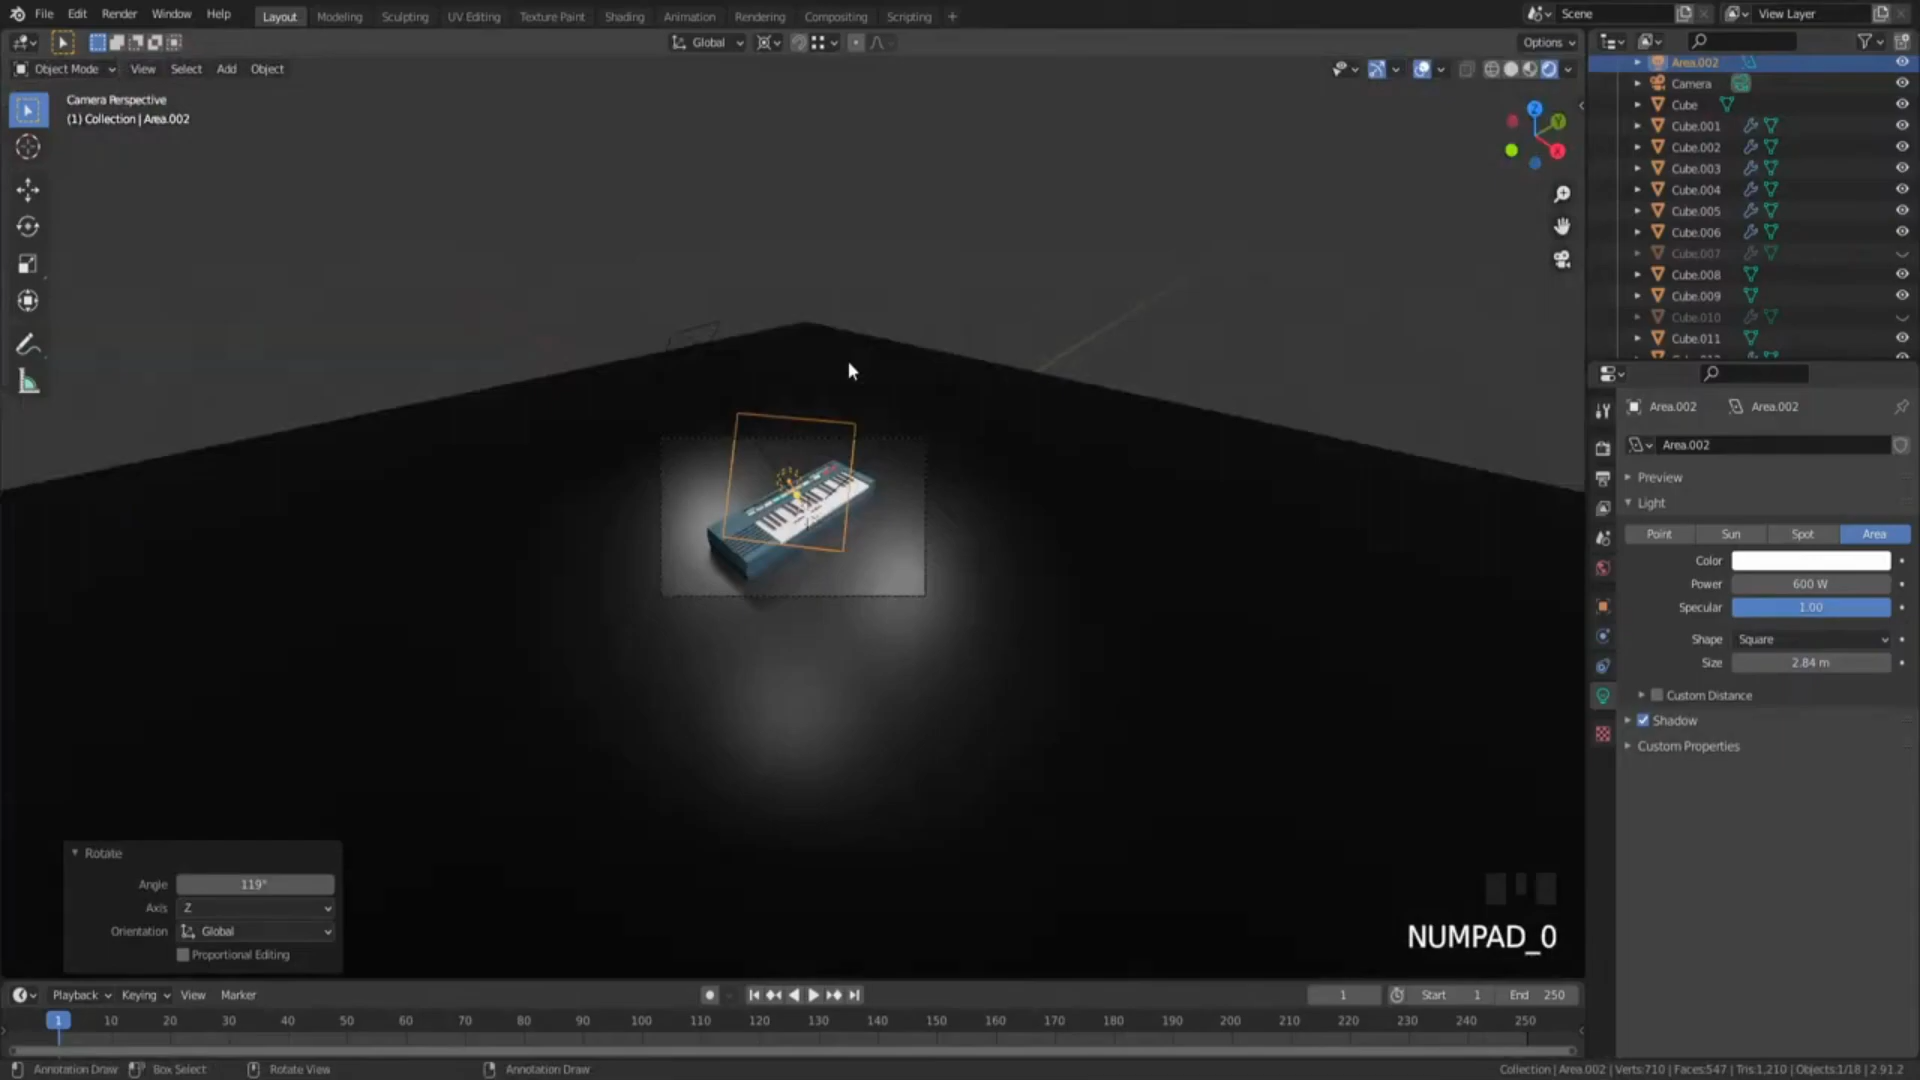 File Edit Render Window Help Layout Modeling Sculpting UV Editing Texture Paint Shading Animation Rendering Compositing Scripting + Scene View Layer
Global Options
Object Mode View Select Add Object
Camera Perspective
(1) Collection | Area.002
Z
Y
X
Area.002
Camera
Cube
Cube.001
Cube.002
Cube.003
Cube.004
Cube.005
Cube.006
Cube.007
Cube.008
Cube.009
Cube.010
Cube.011
Area.002 Area.002
Area.002
Preview
Light
Point Sun Spot Area
Color
Power 600 W
Specular 1.00
Shape Square
Size 2.84 m
Custom Distance
Shadow
Custom Properties
Rotate
Angle 119°
Axis Z
Orientation Global
Proportional Editing
NUMPAD_0
Playback Keying View Marker 1 Start 1 End 250
1 10 20 30 40 50 60 70 80 90 100 110 120 130 140 150 160 170 180 190 200 210 220 230 240 250
Annotation Draw Box Select Rotate View Annotation Draw Collection | Area.002 | Verts:710 | Faces:547 | Tris:1,210 | Objects:1/18 | 2.91.2